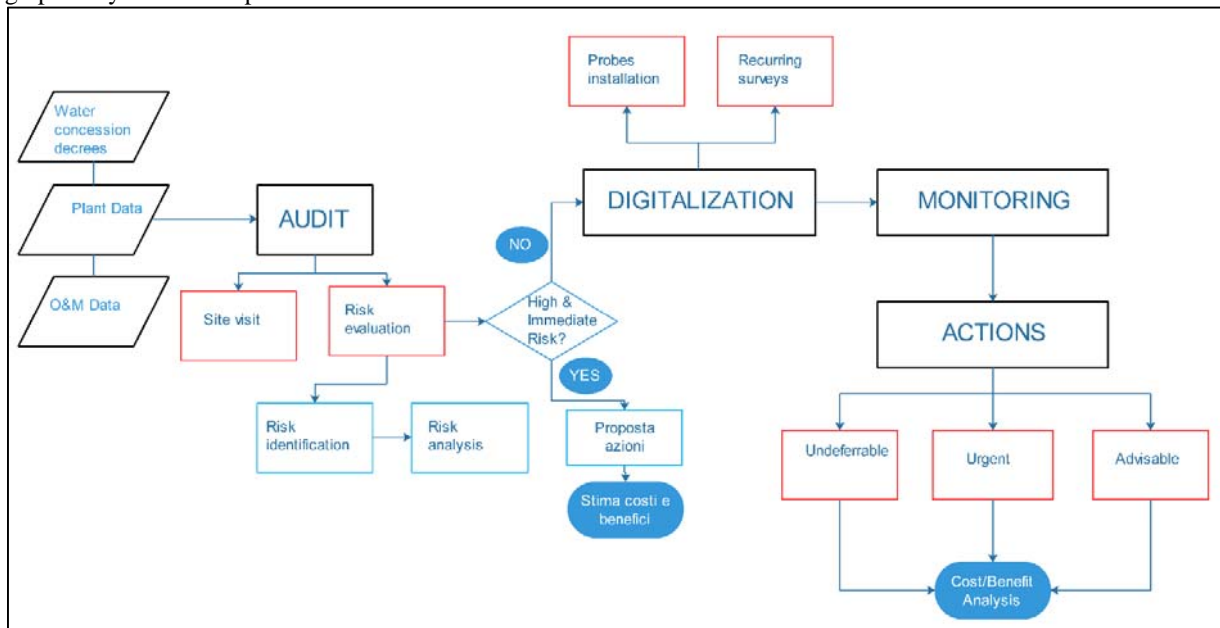 Probes
installation
Recurring
surveys
Water
concession
decrees
Plant Data
O&M Data
AUDIT
DIGITALIZATION
MONITORING
NO
Site visit
Risk
evaluation
High &
Immediate
Risk?
YES
ACTIONS
Risk
identification
Risk
analysis
Proposta
azioni
Stima costi e
benefici
Undeferrable
Urgent
Advisable
Cost/Benefit
Analysis